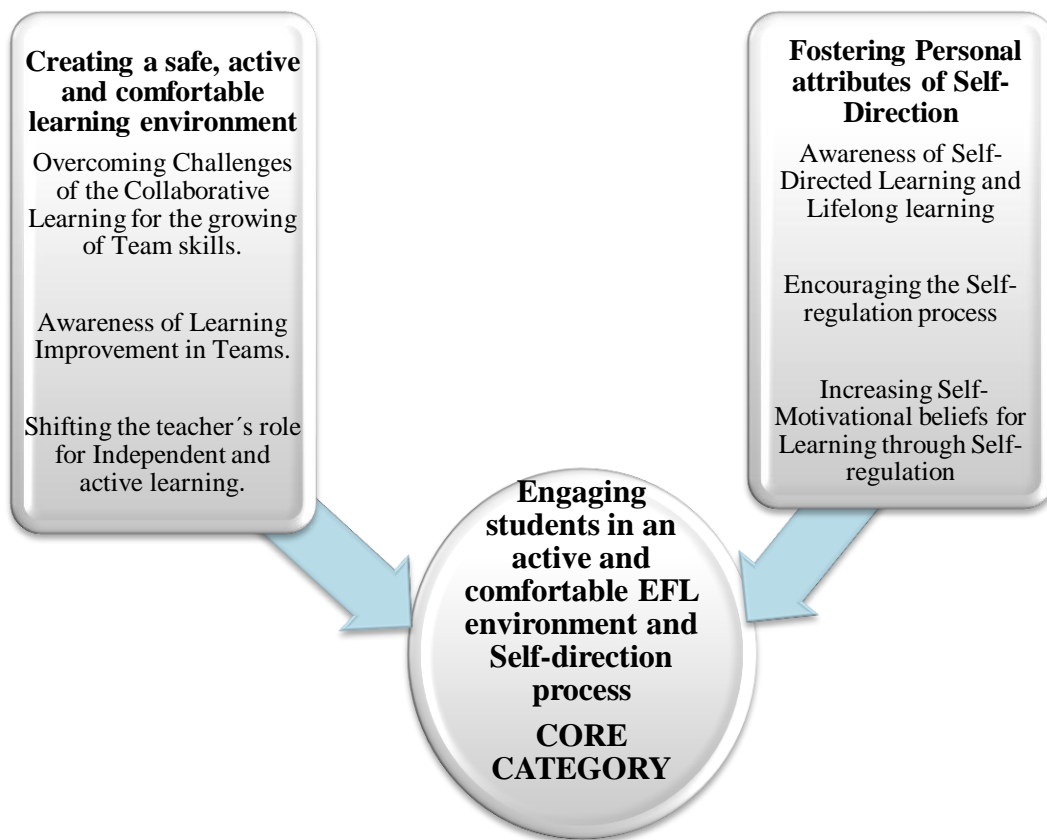 Creating a safe, active
and comfortable
learning environment
Overcoming Challenges
of the Collaborative
Learning for the growing
of Team skills.
Awareness of Learning
Improvement in Teams.
Shifting the teacher´s role
for Independent and
active learning.
Fostering Personal
attributes of Self-
Direction
Awareness of Self-
Directed Learning and
Lifelong learning
Encouraging the Self-
regulation process
Increasing Self-
Motivational beliefs for
Learning through Self-
regulation
Engaging
students in an
active and
comfortable EFL
environment and
Self-direction
process
CORE
CATEGORY